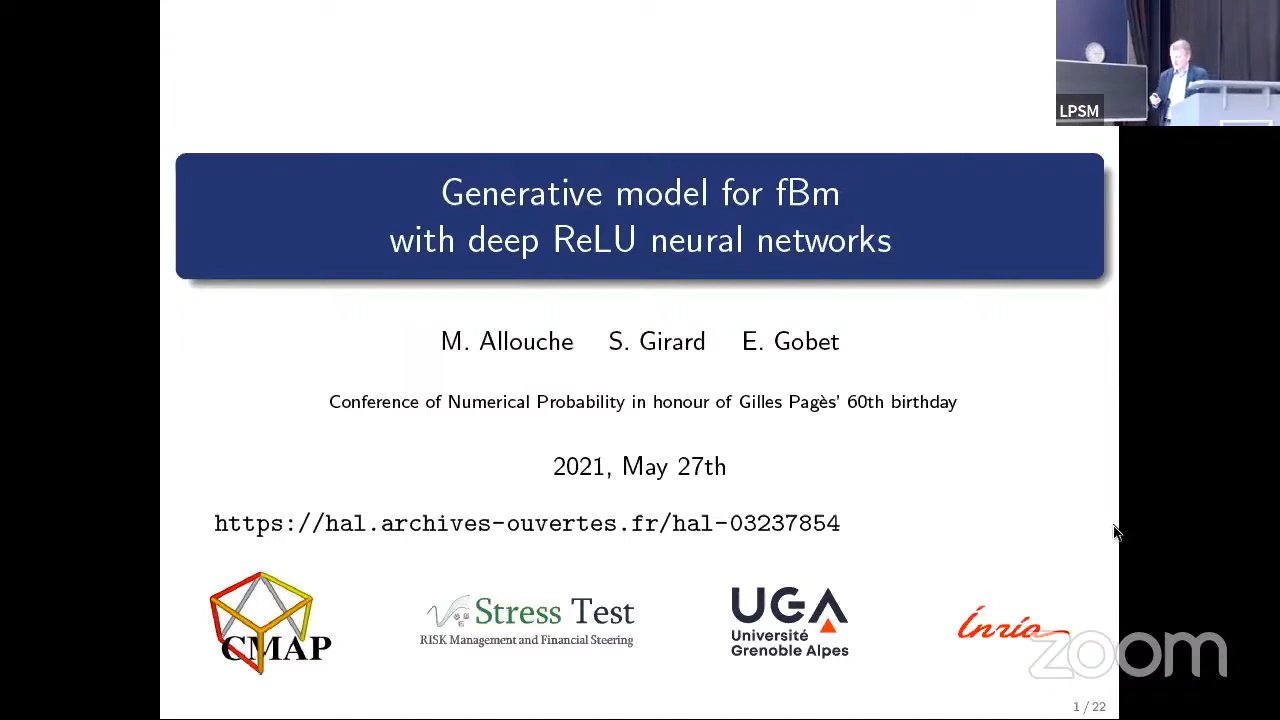 LPSM
Generative model for fBm
with deep ReLU neural networks
M. Allouche S. Girard E. Gobet
Conference of Numerical Probability in honour of Gilles Pagès' 60th birthday
2021, May 27th
https://hal.archives-ouvertes.fr/hal-03237854
CMAP
Stress Test
RISK Management and Financial Steering
UGA
Université
Grenoble Alpes
Inria
zoom
1 / 22